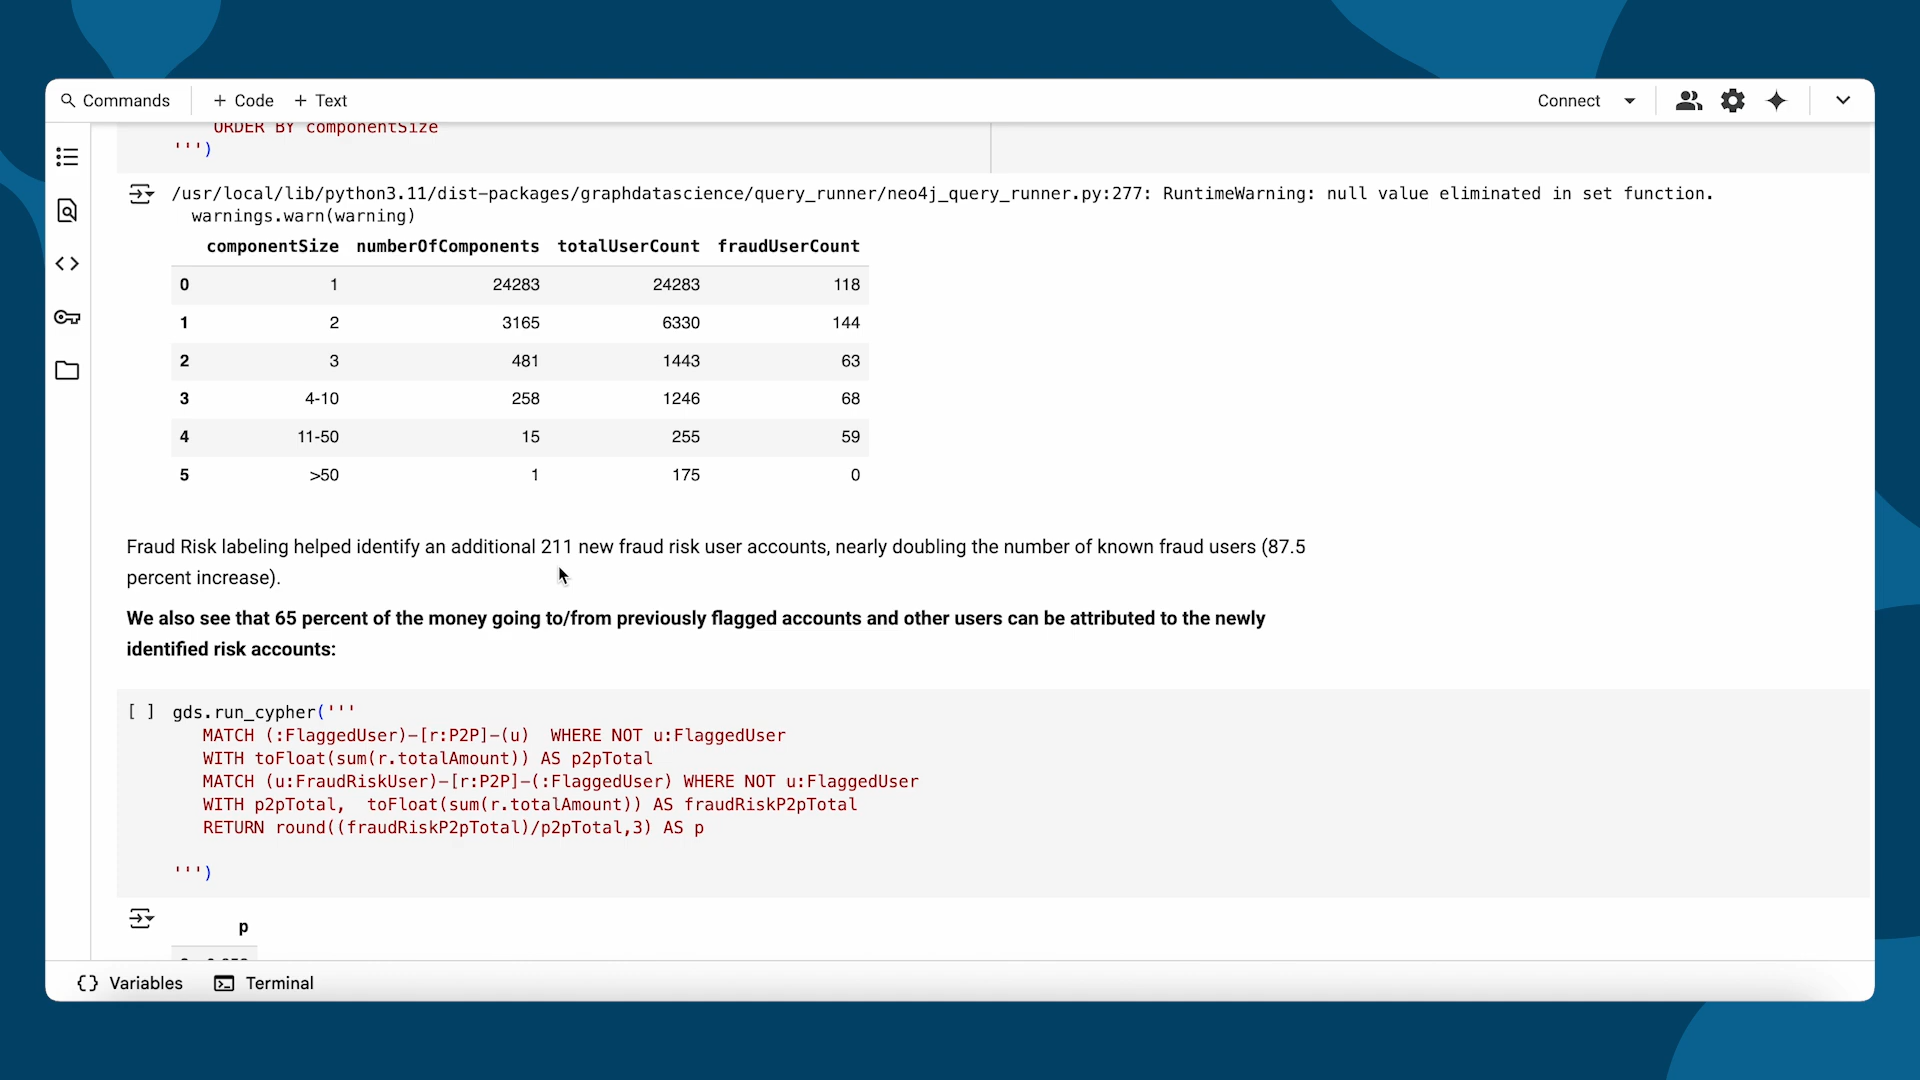 Commands + Code + Text Connect
ORDER BY componentSize
''')
/usr/local/lib/python3.11/dist-packages/graphdatascience/query_runner/neo4j_query_runner.py:277: RuntimeWarning: null value eliminated in set function.
warnings.warn(warning)
componentSize numberOfComponents totalUserCount fraudUserCount
0 1 24283 24283 118
1 2 3165 6330 144
2 3 481 1443 63
3 4-10 258 1246 68
4 11-50 15 255 59
5 >50 1 175 0
Fraud Risk labeling helped identify an additional 211 new fraud risk user accounts, nearly doubling the number of known fraud users (87.5
percent increase).
We also see that 65 percent of the money going to/from previously flagged accounts and other users can be attributed to the newly
identified risk accounts:
[ ] gds.run_cypher('''
MATCH (:FlaggedUser)-[r:P2P]-(u)  WHERE NOT u:FlaggedUser
WITH toFloat(sum(r.totalAmount)) AS p2pTotal
MATCH (u:FraudRiskUser)-[r:P2P]-(:FlaggedUser) WHERE NOT u:FlaggedUser
WITH p2pTotal,  toFloat(sum(r.totalAmount)) AS fraudRiskP2pTotal
RETURN round((fraudRiskP2pTotal)/p2pTotal,3) AS p
''')
p
{} Variables Terminal